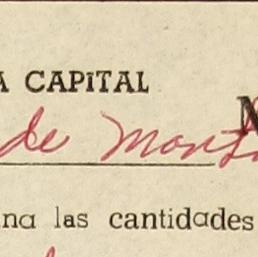 A CAPITAL
de Mont
na las cantidades